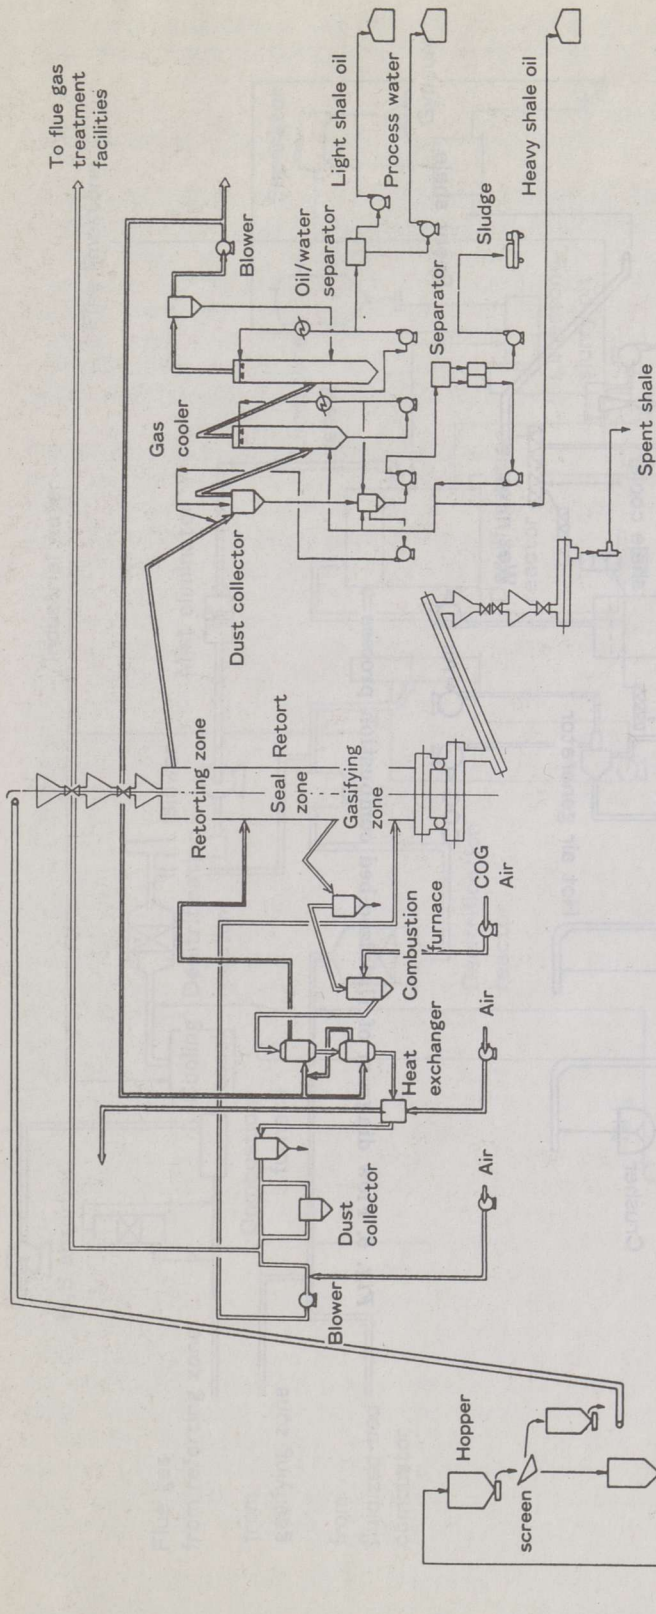 To flue gas
treatment
facilities
Blower
Oil/water
separator
Light shale oil
Process water
Gas
cooler
Separator
Sludge
Heavy shale oil
Dust collector
Spent shale
Retorting zone
Seal
zone
Retort
Gasifying
zone
Combustion
furnace
COG
Air
Heat
exchanger
Air
Dust
collector
Air
Blower
Hopper
screen